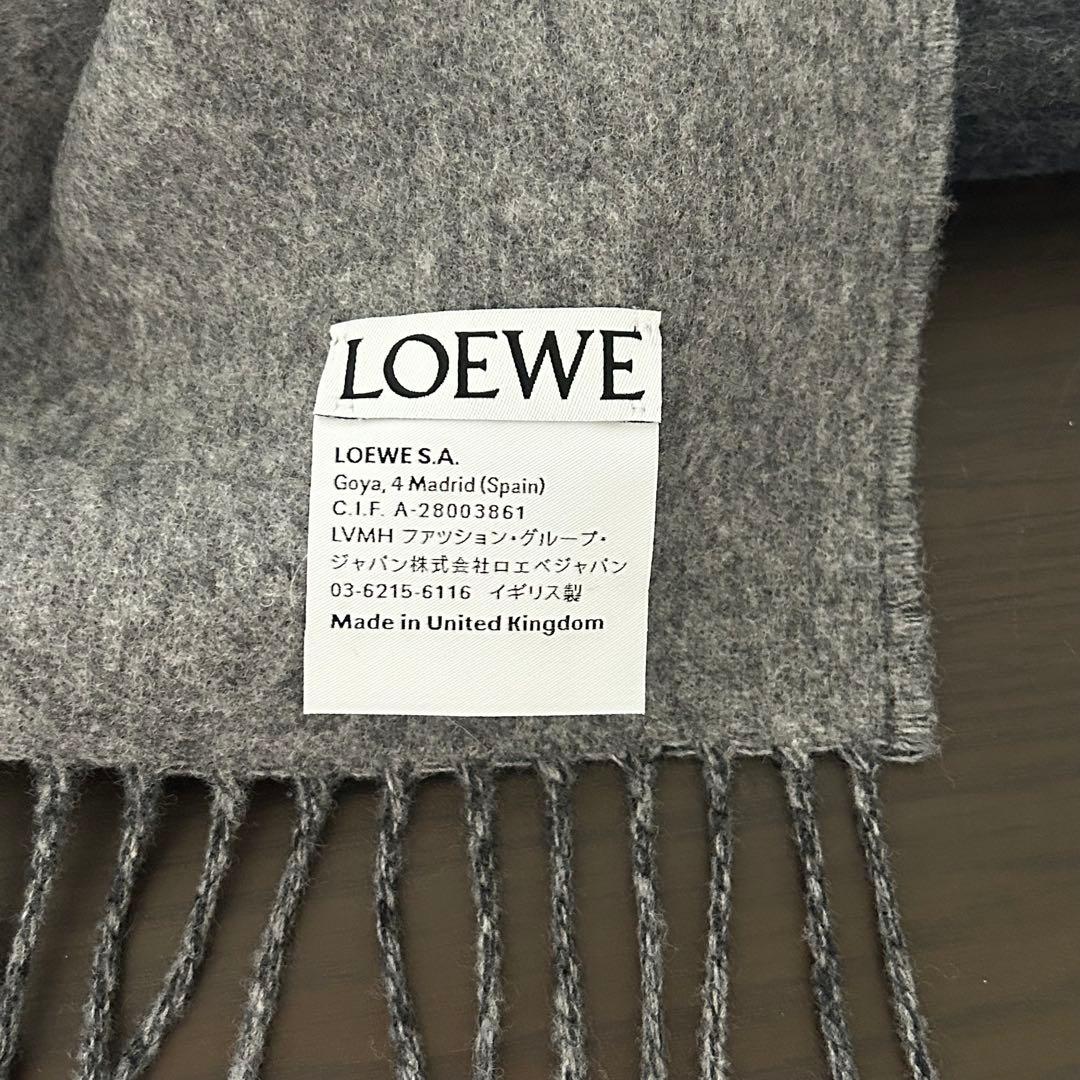 LOEWE
LOEWE S.A.
Goya, 4 Madrid (Spain)
C.I.F. A-28003861
LVMH ファッション・グループ・
ジャパン株式会社ロエベジャパン
03-6215-6116 イギリス製
Made in United Kingdom